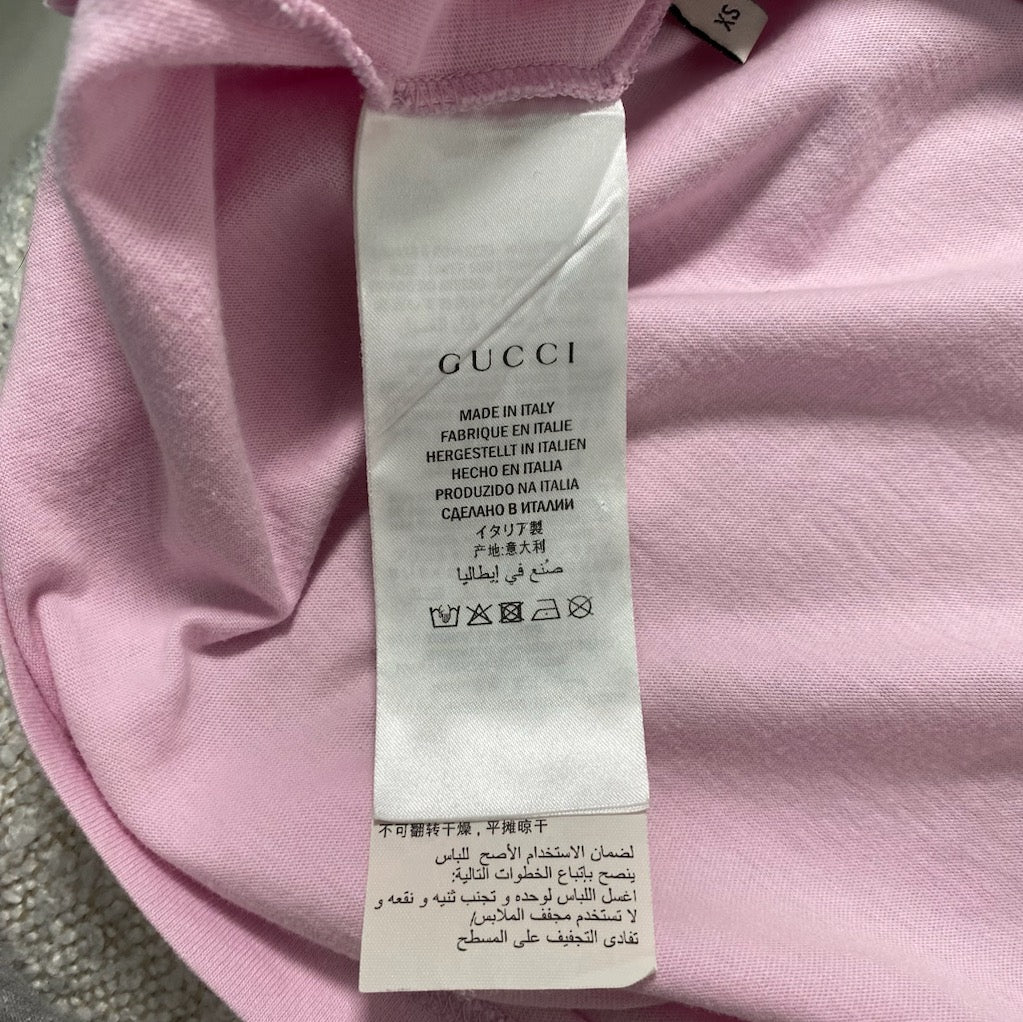 XS
GUCCI
MADE IN ITALY
FABRIQUE EN ITALIE
HERGESTELLT IN ITALIEN
HECHO EN ITALIA
PRODUZIDO NA ITALIA
СДЕЛАНО В ИТАЛИИ
イタリア製
产地:意大利
صُنع في إيطاليا
不可翻转干燥，平摊晾干
لضمان الاستخدام الأصح للباس
ينصح بإتباع الخطوات التالية:
اغسل اللباس لوحده و تجنب ثنيه و نقعه و
لا تستخدم مجفف الملابس/
تفادى التجفيف على المسطح